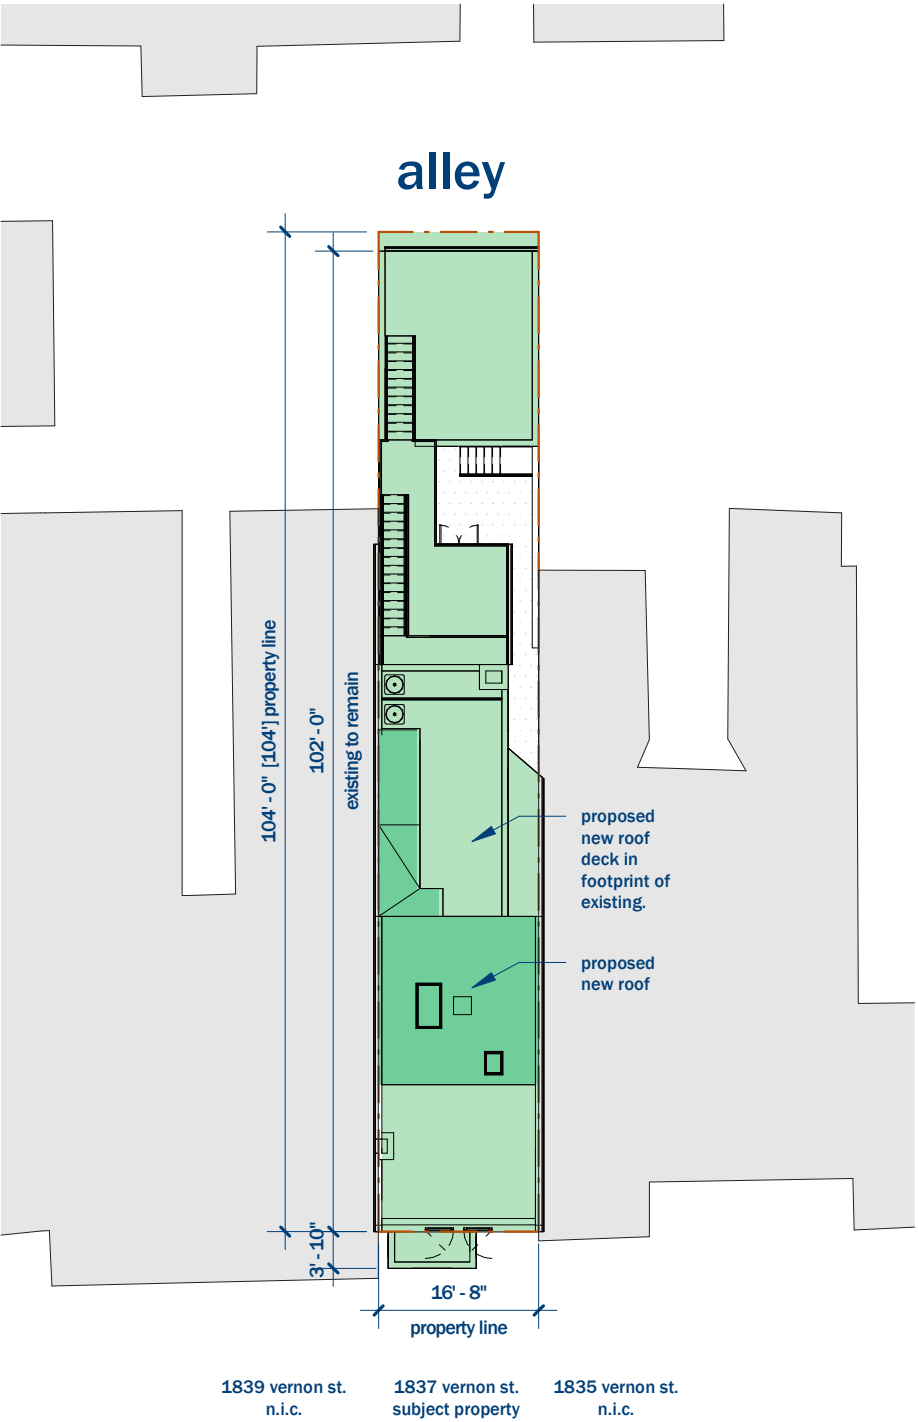 alley
104' - 0" [104'] property line
102' - 0"
existing to remain
proposed
new roof
deck in
footprint of
existing.
proposed
new roof
3' - 10"
16' - 8"
property line
1839 vernon st.
n.i.c.
1837 vernon st.
subject property
1835 vernon st.
n.i.c.